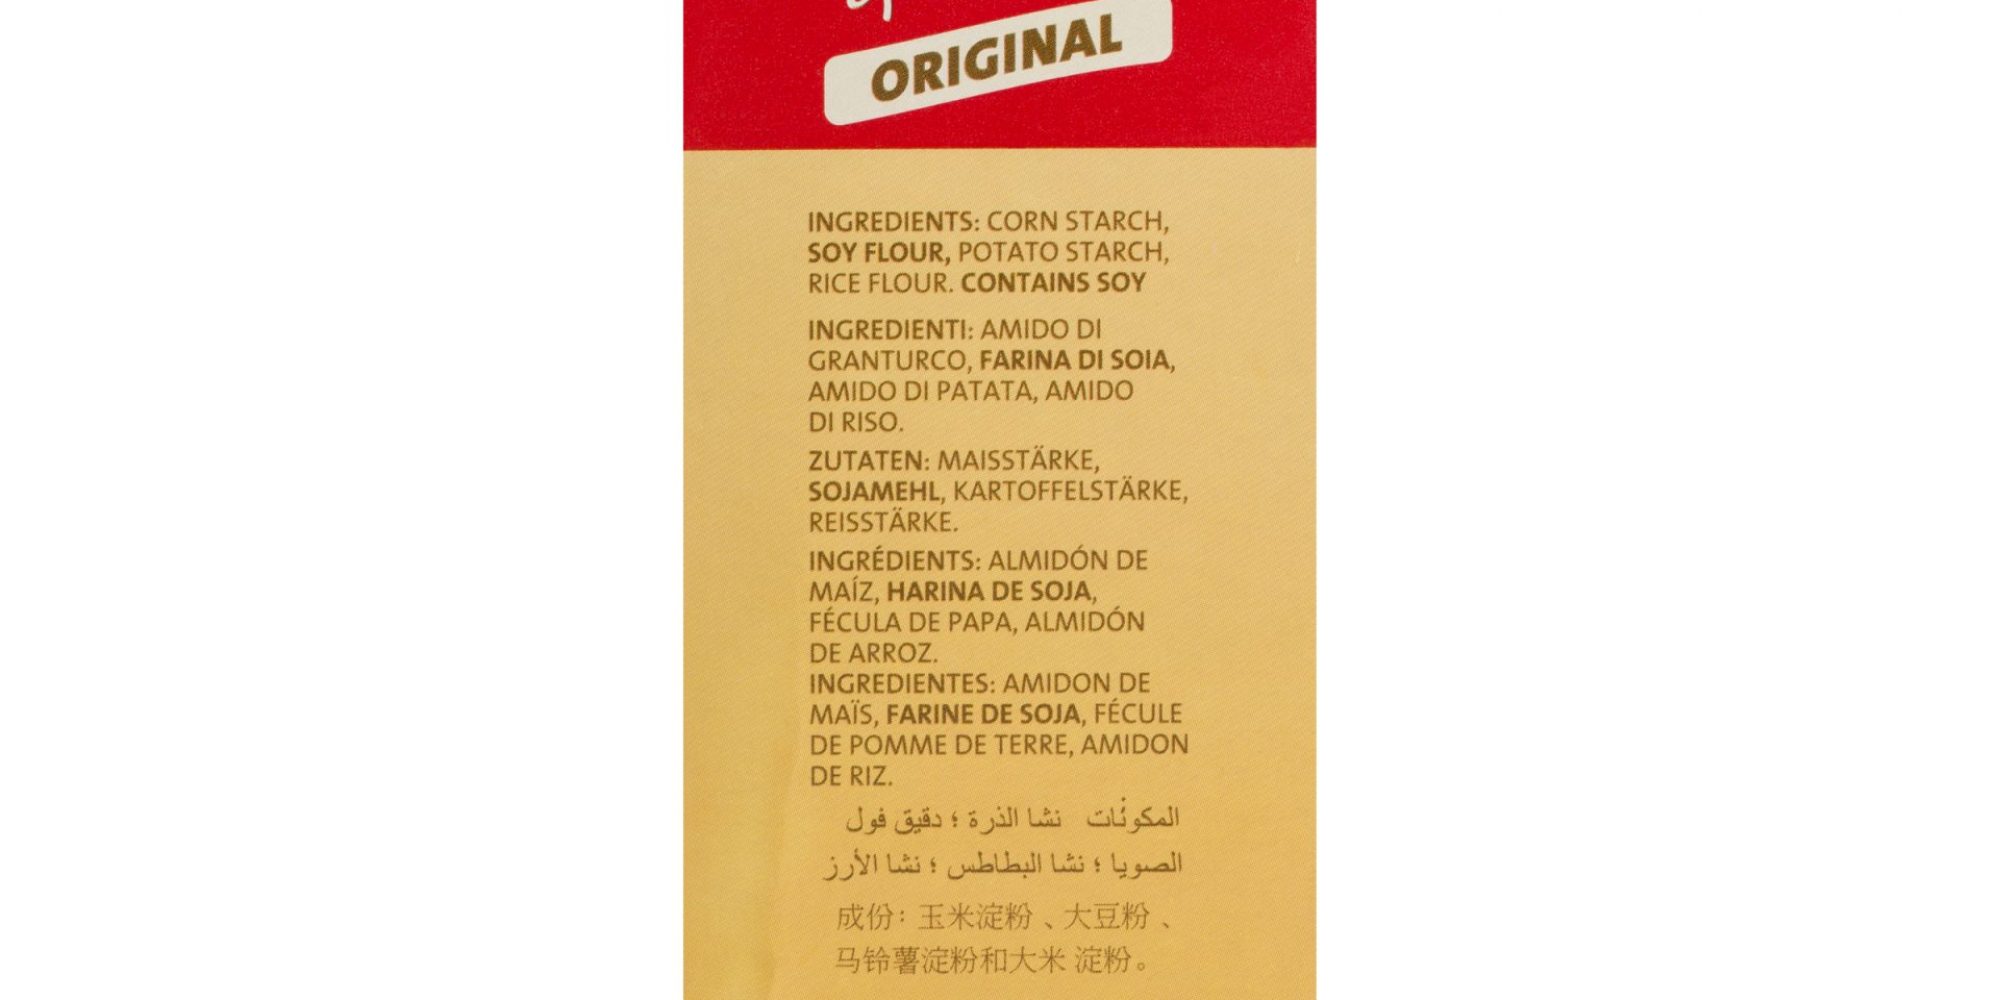 ORIGINAL
INGREDIENTS: CORN STARCH,
SOY FLOUR, POTATO STARCH,
RICE FLOUR. CONTAINS SOY
INGREDIENTI: AMIDO DI
GRANTURCO, FARINA DI SOIA,
AMIDO DI PATATA, AMIDO
DI RISO.
ZUTATEN: MAISSTÄRKE,
SOJAMEHL, KARTOFFELSTÄRKE,
REISSTÄRKE.
INGRÉDIENTS: ALMIDÓN DE
MAÍZ, HARINA DE SOJA,
FÉCULA DE PAPA, ALMIDÓN
DE ARROZ.
INGREDIENTES: AMIDON DE
MAÏS, FARINE DE SOJA, FÉCULE
DE POMME DE TERRE, AMIDON
DE RIZ.
المكونات نشا الذرة ؛ دقيق فول
الصويا ؛ نشا البطاطس ؛ نشا الأرز
成份：玉米淀粉 、大豆粉 、
马铃薯淀粉和大米 淀粉。